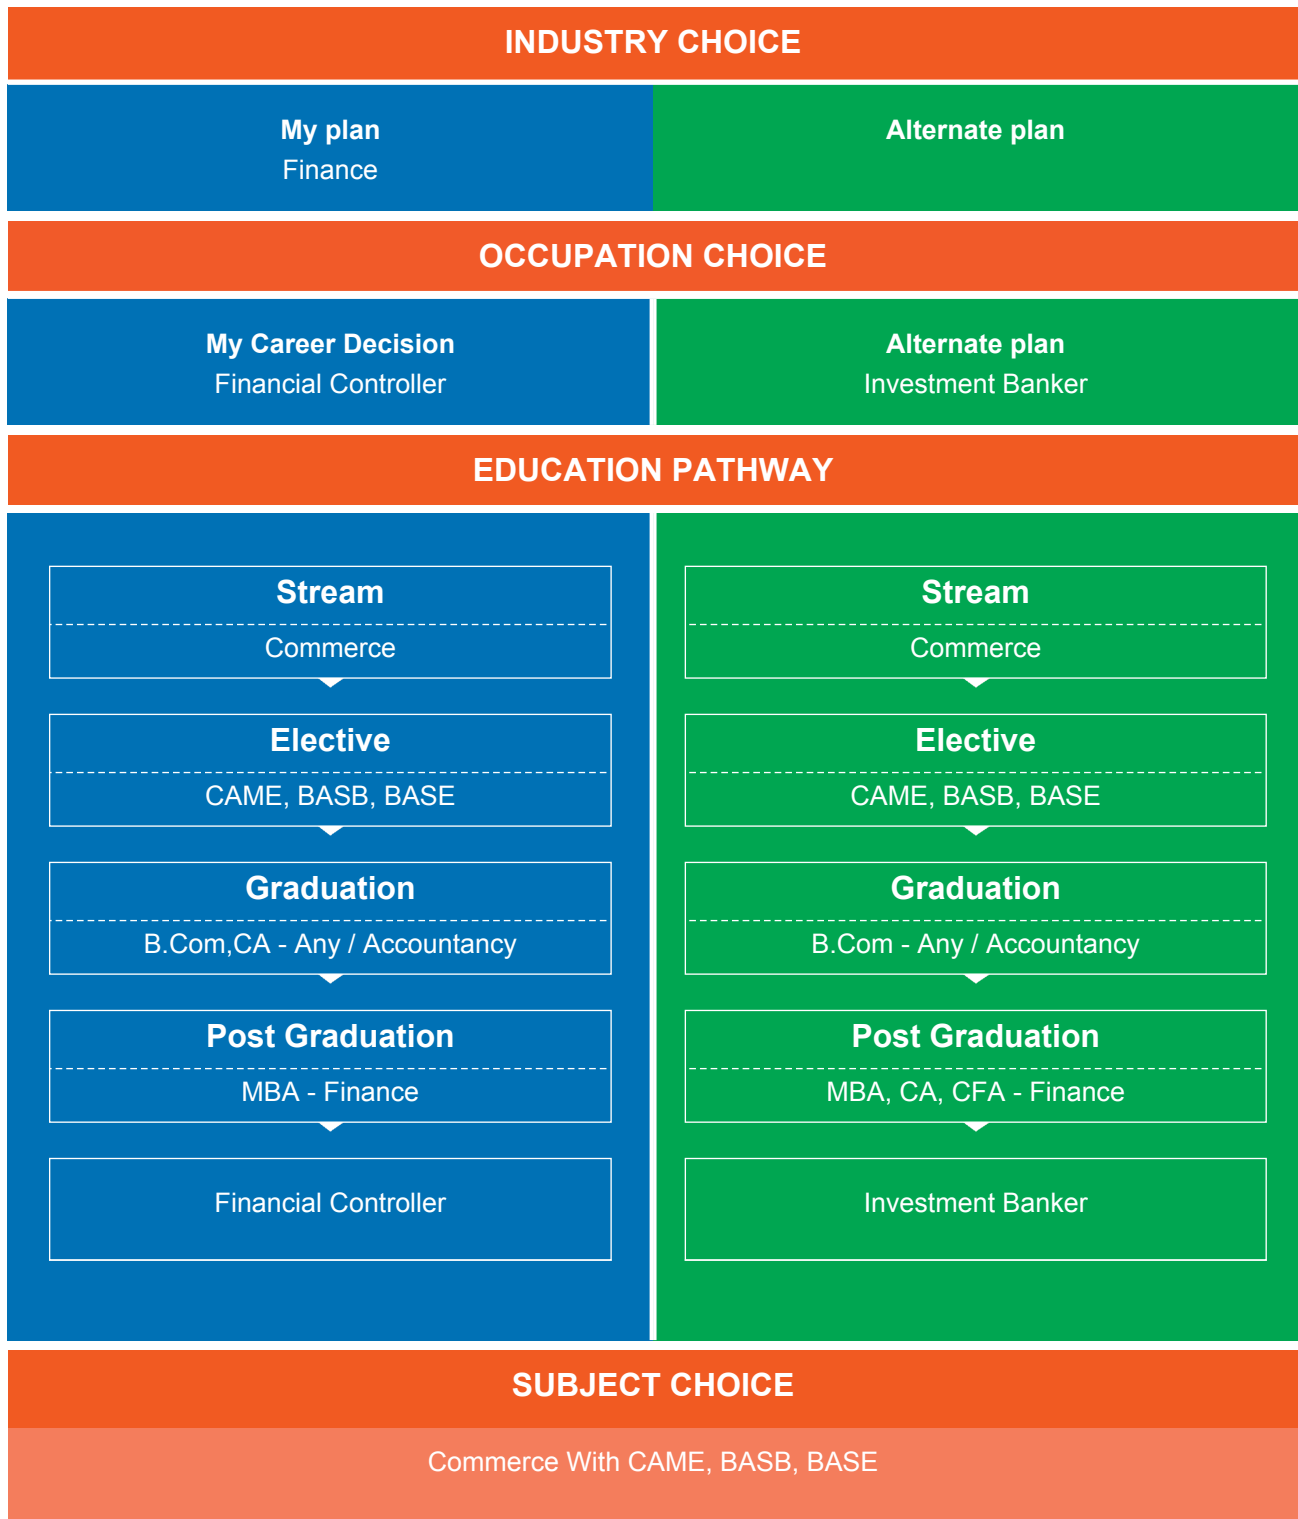 INDUSTRY CHOICE
My plan
Finance
Alternate plan
OCCUPATION CHOICE
My Career Decision
Financial Controller
Alternate plan
Investment Banker
EDUCATION PATHWAY
Stream
Commerce
Elective
CAME, BASB, BASE
Graduation
B.Com,CA - Any / Accountancy
Post Graduation
MBA - Finance
Financial Controller
Stream
Commerce
Elective
CAME, BASB, BASE
Graduation
B.Com - Any / Accountancy
Post Graduation
MBA, CA, CFA - Finance
Investment Banker
SUBJECT CHOICE
Commerce With CAME, BASB, BASE